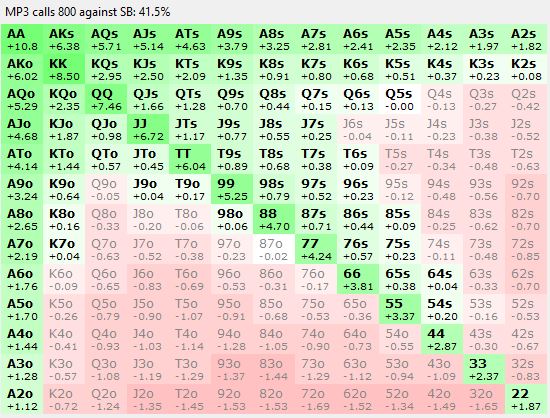 MP3 calls 800 against SB: 41.5%
AA AKs AQs AJs ATs A9s A8s A7s A6s A5s A4s A3s A2s
+10.8 +6.38 +5.71 +5.14 +4.63 +3.79 +3.25 +2.81 +2.41 +2.35 +2.12 +1.97 +1.82
AKo KK KQs KJs KTs K9s K8s K7s K6s K5s K4s K3s K2s
+6.02 +8.50 +2.95 +2.50 +2.09 +1.35 +0.91 +0.80 +0.68 +0.51 +0.37 +0.23 +0.08
AQo KQo QQ QJs QTs Q9s Q8s Q7s Q6s Q5s Q4s Q3s Q2s
+5.29 +2.35 +7.46 +1.66 +1.28 +0.70 +0.44 +0.15 +0.13 -0.00 -0.13 -0.27 -0.42
AJo KJo QJo JJ JTs J9s J8s J7s J6s J5s J4s J3s J2s
+4.68 +1.87 +0.98 +6.72 +1.17 +0.77 +0.55 +0.25 -0.04 -0.11 -0.23 -0.38 -0.52
ATo KTo QTo JTo TT T9s T8s T7s T6s T5s T4s T3s T2s
+4.14 +1.44 +0.57 +0.45 +6.04 +0.89 +0.68 +0.38 +0.09 -0.27 -0.34 -0.48 -0.63
A9o K9o Q9o J9o T9o 99 98s 97s 96s 95s 94s 93s 92s
+3.24 +0.64 -0.05 +0.04 +0.17 +5.25 +0.79 +0.52 +0.23 -0.12 -0.48 -0.56 -0.70
A8o K8o Q8o J8o T8o 98o 88 87s 86s 85s 84s 83s 82s
+2.65 +0.16 -0.33 -0.20 -0.06 +0.06 +4.70 +0.71 +0.44 +0.09 -0.25 -0.62 -0.70
A7o K7o Q7o J7o T7o 97o 87o 77 76s 75s 74s 73s 72s
+2.19 +0.04 -0.63 -0.52 -0.38 -0.23 -0.02 +4.24 +0.57 +0.23 -0.11 -0.48 -0.85
A6o K6o Q6o J6o T6o 96o 86o 76o 66 65s 64s 63s 62s
+1.75 -0.09 -0.65 -0.83 -0.69 -0.53 -0.31 -0.17 +3.81 +0.38 +0.04 -0.33 -0.70
A5o K5o Q5o J5o T5o 95o 85o 75o 65o 55 54s 53s 52s
+1.70 -0.26 -0.79 -0.90 -1.07 -0.91 -0.68 -0.53 -0.36 +3.37 +0.20 -0.16 -0.53
A4o K4o Q4o J4o T4o 94o 84o 74o 64o 54o 44 43s 42s
+1.44 -0.41 -0.93 -1.03 -1.14 -1.28 -1.05 -0.90 -0.73 -0.55 +2.87 -0.30 -0.67
A3o K3o Q3o J3o T3o 93o 83o 73o 63o 53o 43o 33 32s
+1.28 -0.57 -1.08 -1.19 -1.29 -1.37 -1.44 -1.29 -1.12 -0.94 -1.09 +2.37 -0.83
A2o K2o Q2o J2o T2o 92o 82o 72o 62o 52o 42o 32o 22
+1.12 -0.72 -1.24 -1.35 -1.45 -1.53 -1.53 -1.69 -1.52 -1.34 -1.49 -1.65 +1.87